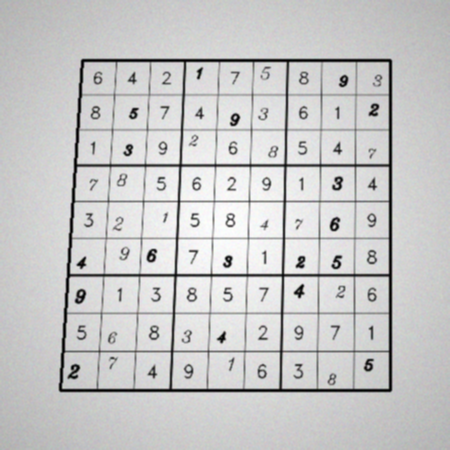 6 4 2 1 7 5 8 9 3
8 5 7 4 9 3 6 1 2
1 3 9 2 6 8 5 4 7
7 8 5 6 2 9 1 3 4
3 2 1 5 8 4 7 6 9
4 9 6 7 3 1 2 5 8
9 1 3 8 5 7 4 2 6
5 6 8 3 4 2 9 7 1
2 7 4 9 1 6 3 8 5